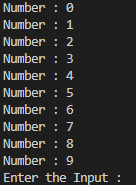 Number : 0
Number : 1
Number : 2
Number : 3
Number : 4
Number : 5
Number : 6
Number : 7
Number : 8
Number : 9
Enter the Input :